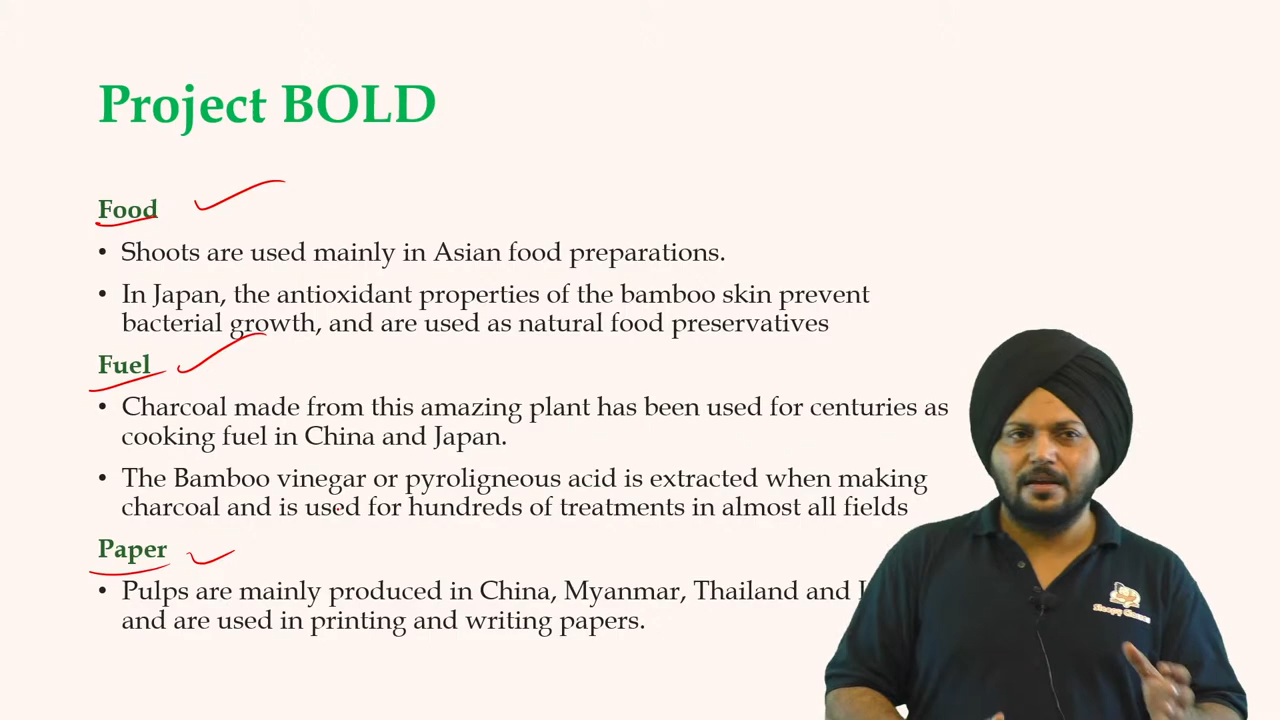 Project BOLD
Food
• Shoots are used mainly in Asian food preparations.
• In Japan, the antioxidant properties of the bamboo skin prevent
bacterial growth, and are used as natural food preservatives
Fuel
• Charcoal made from this amazing plant has been used for centuries as
cooking fuel in China and Japan.
• The Bamboo vinegar or pyroligneous acid is extracted when making
charcoal and is used for hundreds of treatments in almost all fields
Paper
• Pulps are mainly produced in China, Myanmar, Thailand and
and are used in printing and writing papers.
Sleepy Classes